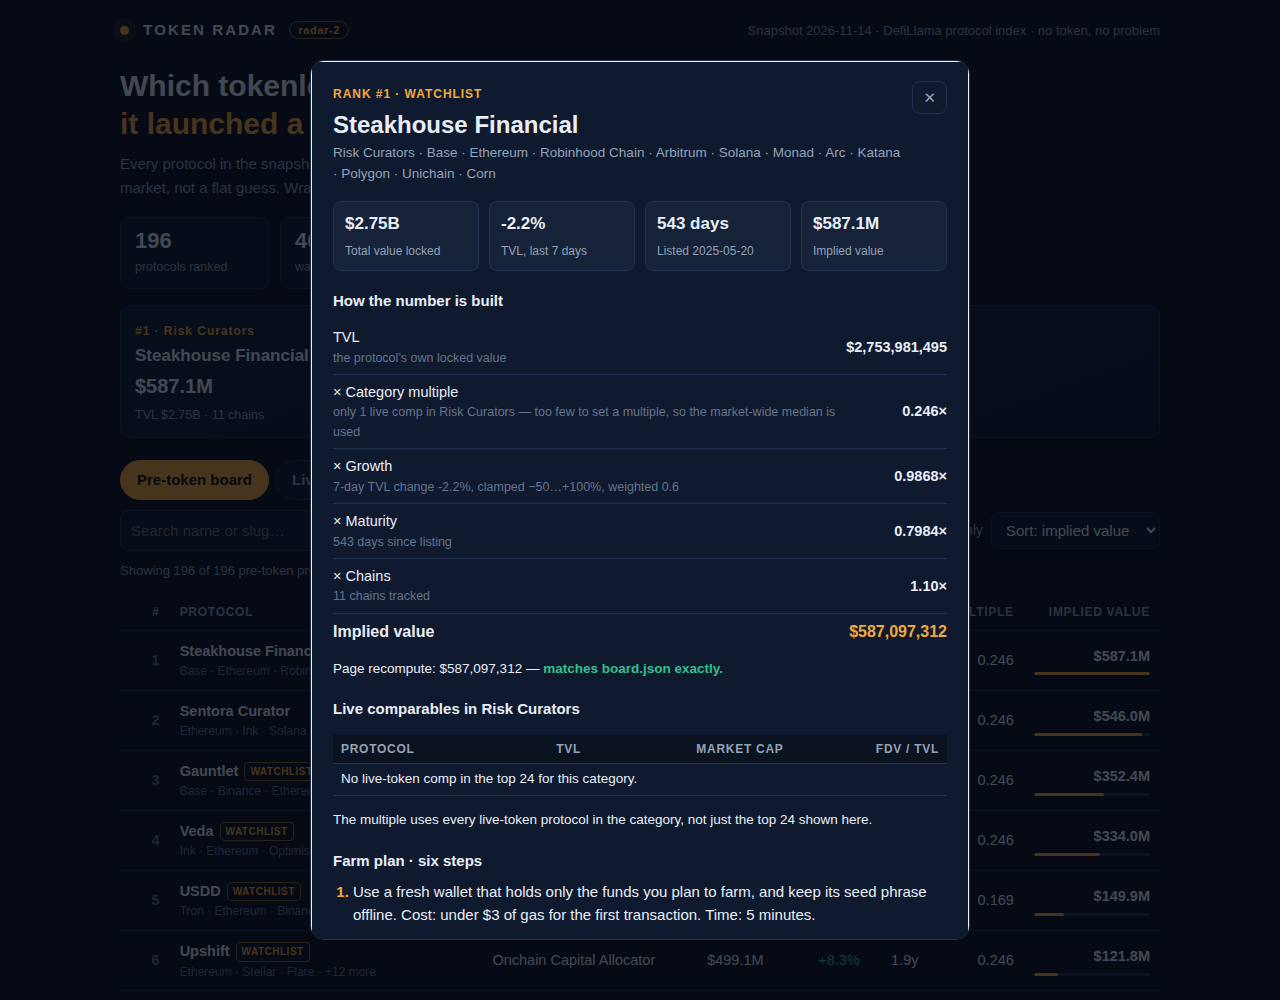 TOKEN RADAR radar-2
Snapshot 2026-11-14 · DefiLlama protocol index · no token, no problem
Which
it launched a
Every protocol in the
market, not a flat guess.
196
protocols ranked
#1 · Risk Curators
Steakhouse Financial
$587.1M
TVL $2.75B · 11 chains
Pre-token board
Search name or slug…
Sort: implied value
Showing 196 of 196 pre-token
# PROTOCOL IMPLIED VALUE
1 Steakhouse 0.246 $587.1M
Base · Ethereum ·
2 Sentora Curator 0.246 $546.0M
Ethereum · Ink · Solana
3 Gauntlet WATCHLIST 0.246 $352.4M
Base · Binance ·
4 Veda WATCHLIST 0.246 $334.0M
Ink · Ethereum ·
5 USDD WATCHLIST 0.169 $149.9M
Tron · Ethereum ·
6 Upshift WATCHLIST Onchain Capital Allocator $499.1M +8.3% 1.9y 0.246 $121.8M
Ethereum · Stellar · Flare · +12 more
RANK #1 · WATCHLIST
✕
Steakhouse Financial
Risk Curators · Base · Ethereum · Robinhood Chain · Arbitrum · Solana · Monad · Arc · Katana
· Polygon · Unichain · Corn
$2.75B -2.2% 543 days $587.1M
Total value locked TVL, last 7 days Listed 2025-05-20 Implied value
How the number is built
TVL $2,753,981,495
the protocol's own locked value
× Category multiple 0.246×
only 1 live comp in Risk Curators — too few to set a multiple, so the market-wide median is
used
× Growth 0.9868×
7-day TVL change -2.2%, clamped −50…+100%, weighted 0.6
× Maturity 0.7984×
543 days since listing
× Chains 1.10×
11 chains tracked
Implied value $587,097,312
Page recompute: $587,097,312 — matches board.json exactly.
Live comparables in Risk Curators
PROTOCOL TVL MARKET CAP FDV / TVL
No live-token comp in the top 24 for this category.
The multiple uses every live-token protocol in the category, not just the top 24 shown here.
Farm plan · six steps
1. Use a fresh wallet that holds only the funds you plan to farm, and keep its seed phrase
offline. Cost: under $3 of gas for the first transaction. Time: 5 minutes.